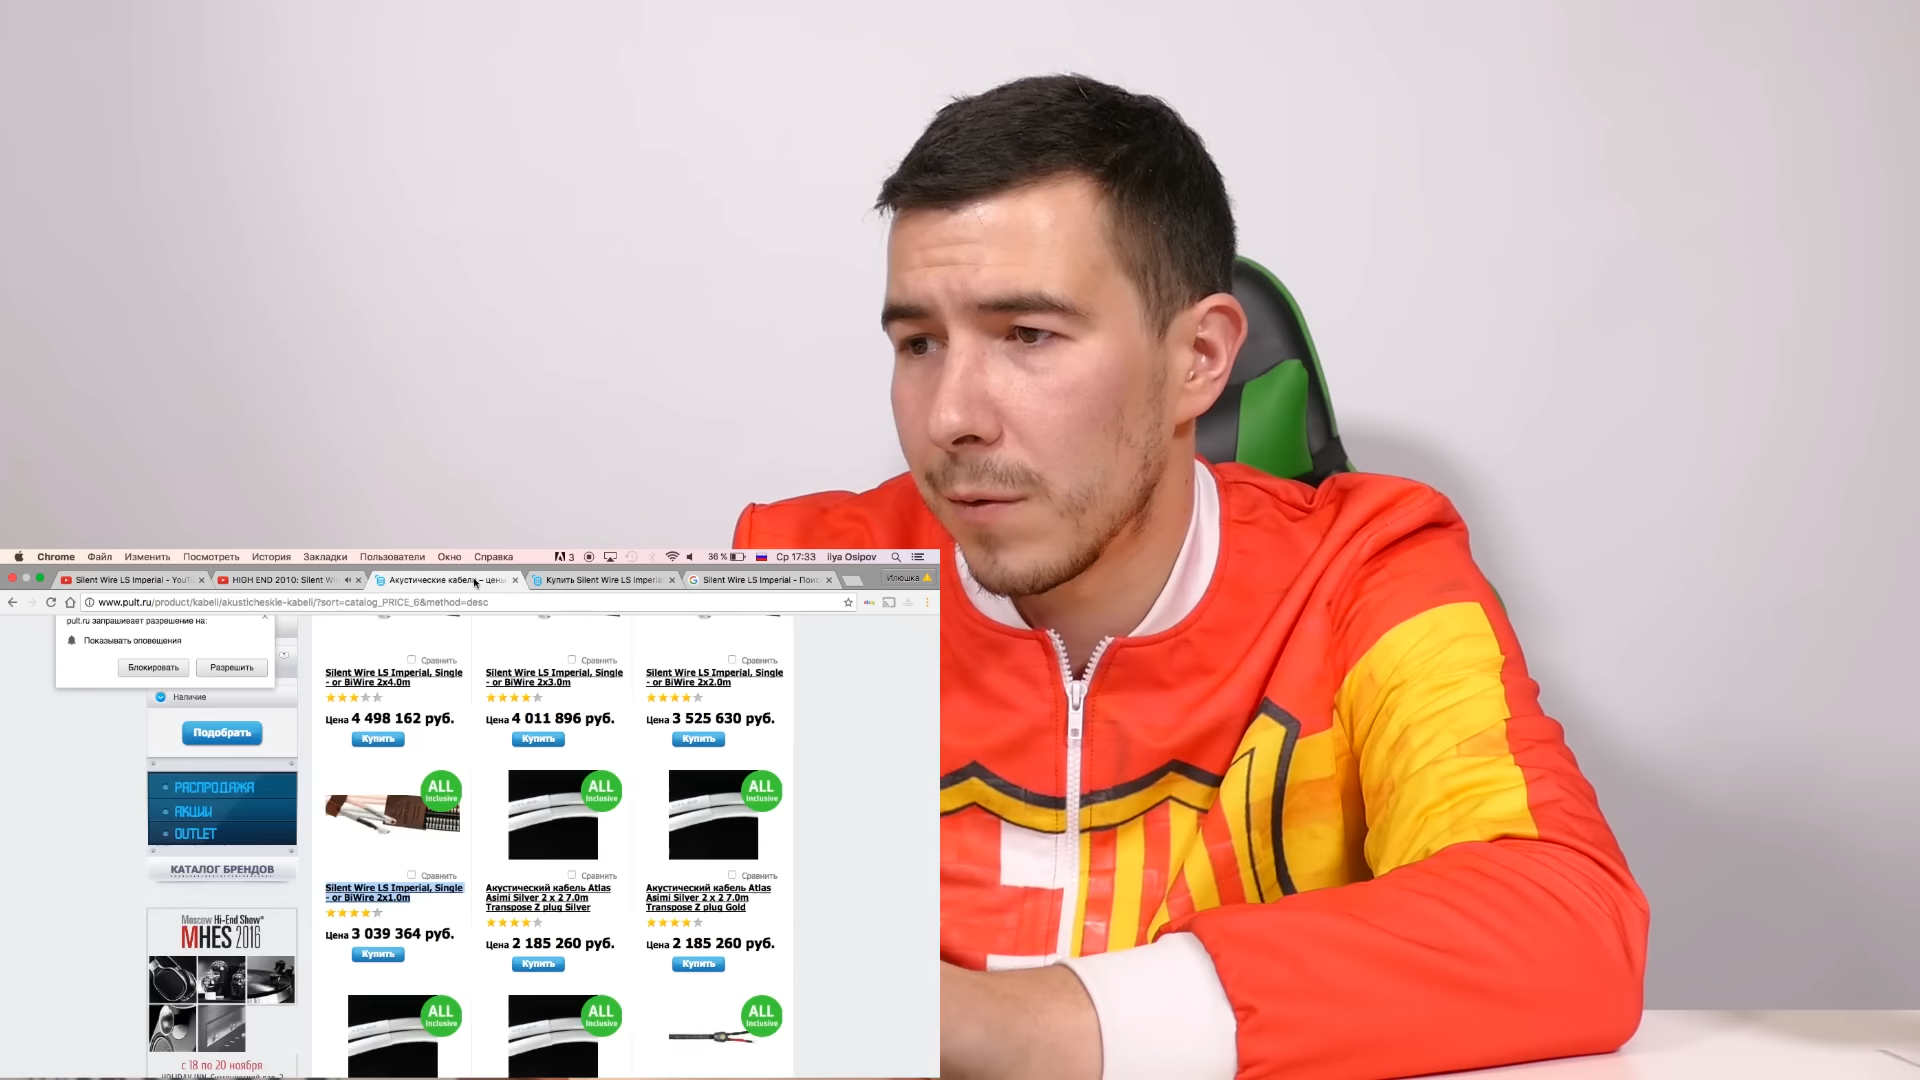 Chrome Файл Изменить Посмотреть История Закладки Пользователи Окно Справка 3 36 % Ср 17:33 ilya Osipov
Silent Wire LS Imperial - YouT
HIGH END 2010: Silent Wir
Акустические кабели – цены
Купить Silent Wire LS Imperia
Silent Wire LS Imperial - Поис
Илюшка
www.pult.ru/product/kabeli/akusticheskie-kabeli/?sort=catalog_PRICE_6&method=desc
ebay
pult.ru запрашивает разрешение на:
Показывать оповещения
Блокировать Разрешить
Наличие
Подобрать
РАСПРОДАЖА
АКЦИИ
OUTLET
КАТАЛОГ БРЕНДОВ
Moscow Hi-End Show®
MHES 2016
с 18 по 20 ноября
Сравнить
Silent Wire LS Imperial, Single
- or BiWire 2x4.0m
Цена 4 498 162 руб.
Купить
Сравнить
Silent Wire LS Imperial, Single
- or BiWire 2x3.0m
Цена 4 011 896 руб.
Купить
Сравнить
Silent Wire LS Imperial, Single
- or BiWire 2x2.0m
Цена 3 525 630 руб.
Купить
ALL
Inclusive
Сравнить
Silent Wire LS Imperial, Single
- or BiWire 2x1.0m
Цена 3 039 364 руб.
Купить
ALL
Inclusive
Сравнить
Акустический кабель Atlas
Asimi Silver 2 x 2 7.0m
Transpose Z plug Silver
Цена 2 185 260 руб.
Купить
ALL
Inclusive
Сравнить
Акустический кабель Atlas
Asimi Silver 2 x 2 7.0m
Transpose Z plug Gold
Цена 2 185 260 руб.
Купить
ALL
Inclusive
ALL
Inclusive
ALL
Inclusive